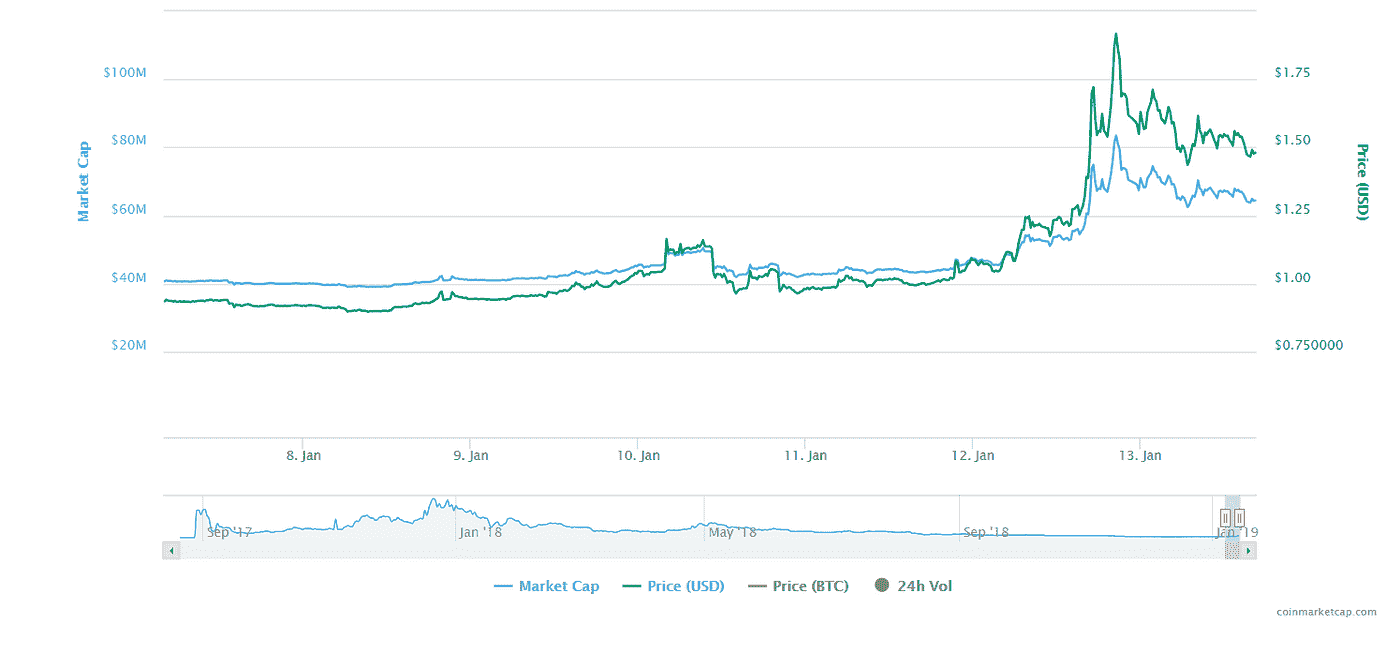 $100M
$80M
$60M
$40M
$20M
Market Cap
$1.75
$1.50
$1.25
$1.00
$0.750000
Price (USD)
8. Jan 9. Jan 10. Jan 11. Jan 12. Jan 13. Jan
Sep '17 Jan '18 May '18 Sep '18 Jan '19
Market Cap Price (USD) Price (BTC) 24h Vol
coinmarketcap.com